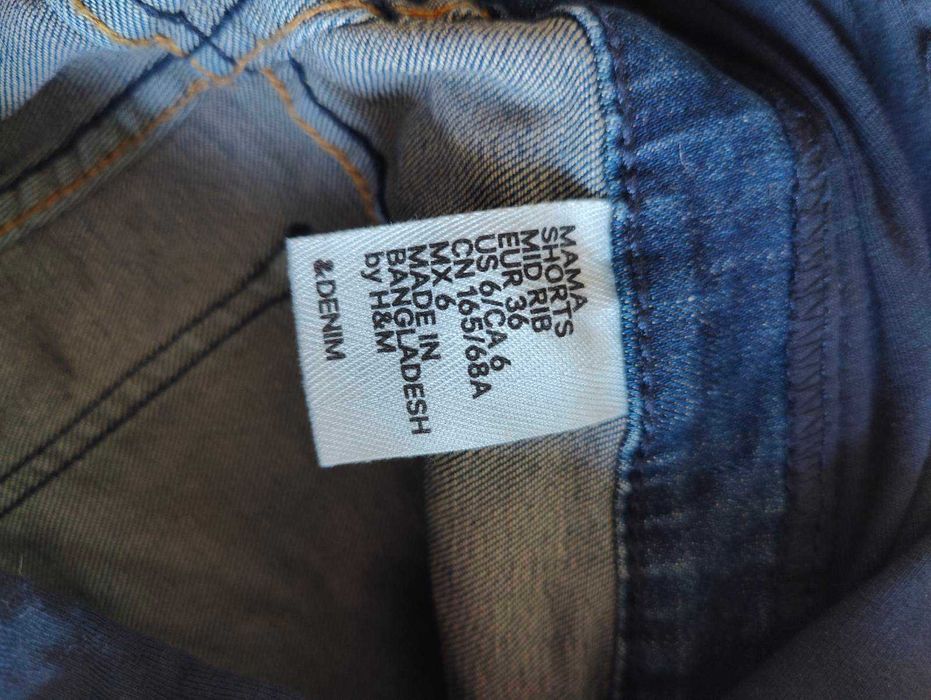 MAMA
SHORTS
MID RIB
EUR 36
US 6/CA 6
CN 165/68A
MX 6
MADE IN
BANGLADESH
by H&M
&DENIM